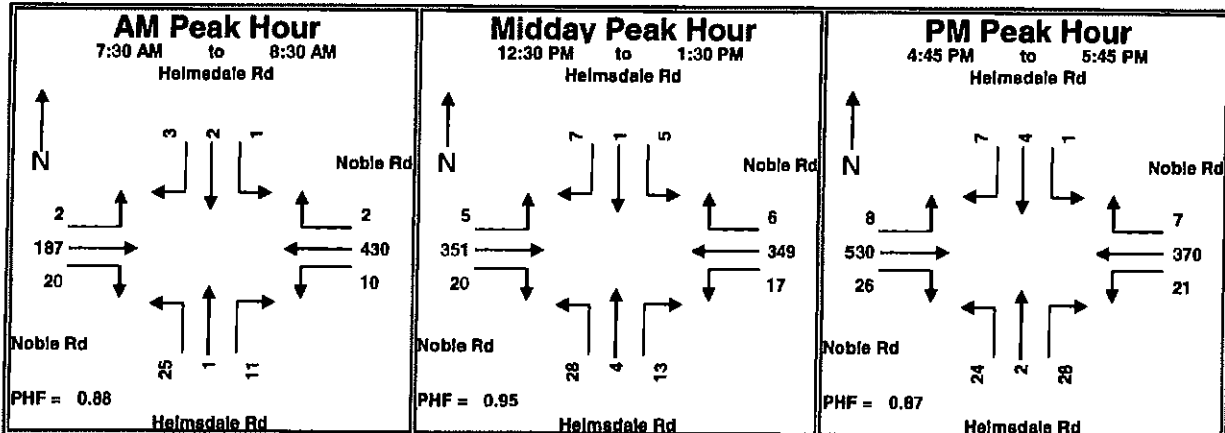 AM Peak Hour
7:30 AM to 8:30 AM
Helmsdale Rd
N
3 2 1
Noble Rd
2
187
20
2
430
10
Noble Rd
25 1 11
PHF = 0.88
Helmsdale Rd
Midday Peak Hour
12:30 PM to 1:30 PM
Helmsdale Rd
N
7 1 5
Noble Rd
5
351
20
6
349
17
Noble Rd
28 4 13
PHF = 0.95
Helmsdale Rd
PM Peak Hour
4:45 PM to 5:45 PM
Helmsdale Rd
N
7 4 1
Noble Rd
8
530
26
7
370
21
Noble Rd
24 2
Helmsdale Rd